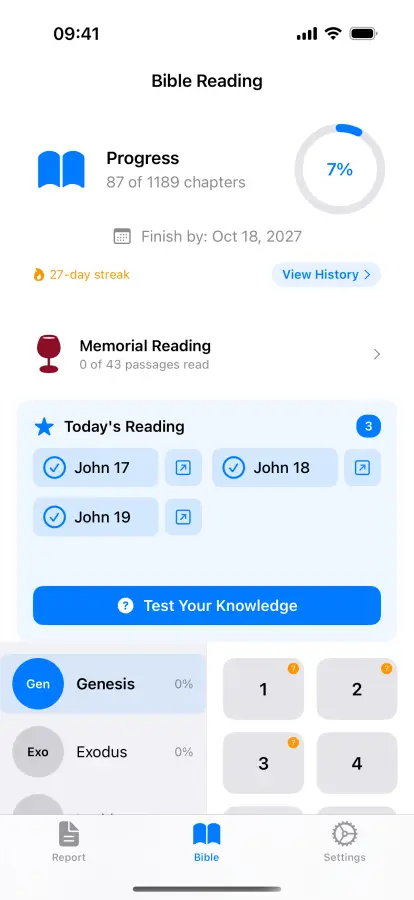 09:41
Bible Reading
Progress
87 of 1189 chapters
7%
Finish by: Oct 18, 2027
27-day streak
View History
Memorial Reading
0 of 43 passages read
Today's Reading
3
John 17
John 18
John 19
? Test Your Knowledge
Gen Genesis 0%
Exo Exodus 0%
1 ?
2 ?
3 ?
4
Report
Bible
Settings